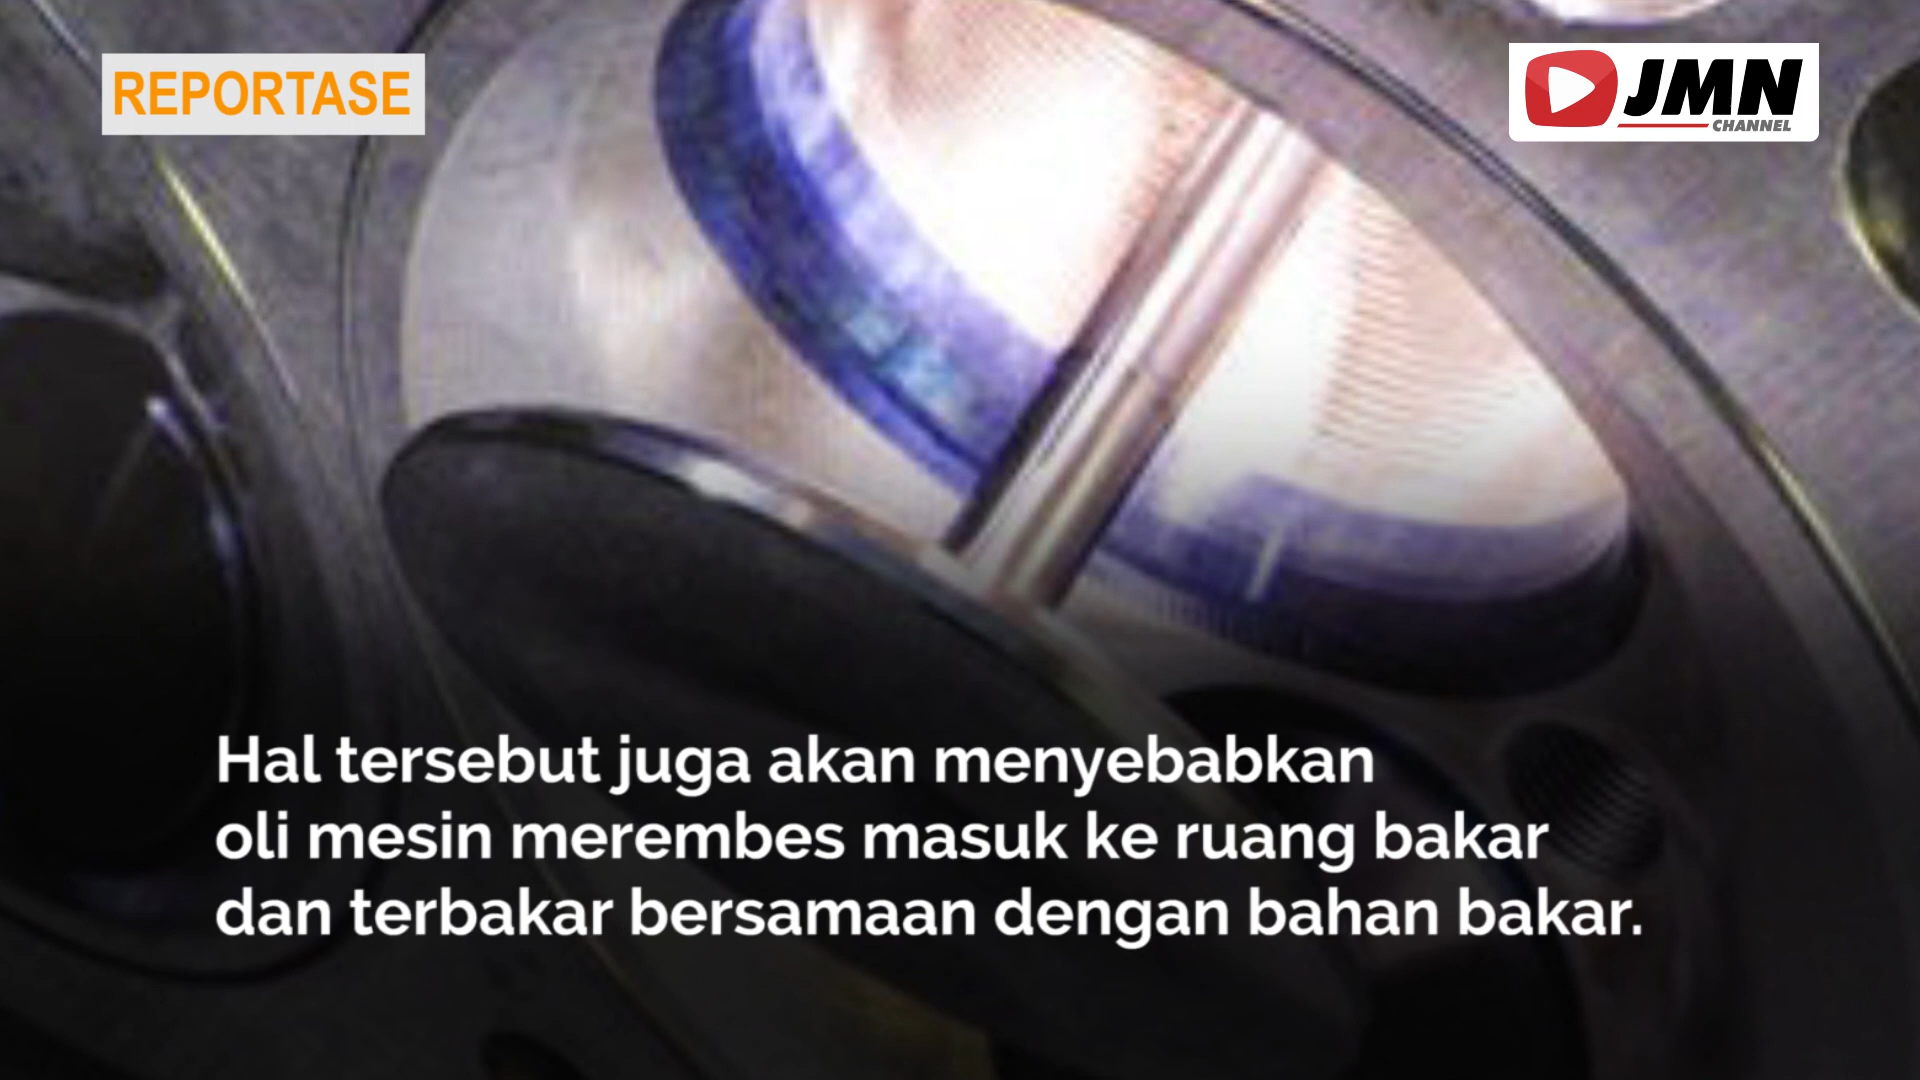 REPORTASE
JMN
CHANNEL
Hal tersebut juga akan menyebabkan
oli mesin merembes masuk ke ruang bakar
dan terbakar bersamaan dengan bahan bakar.